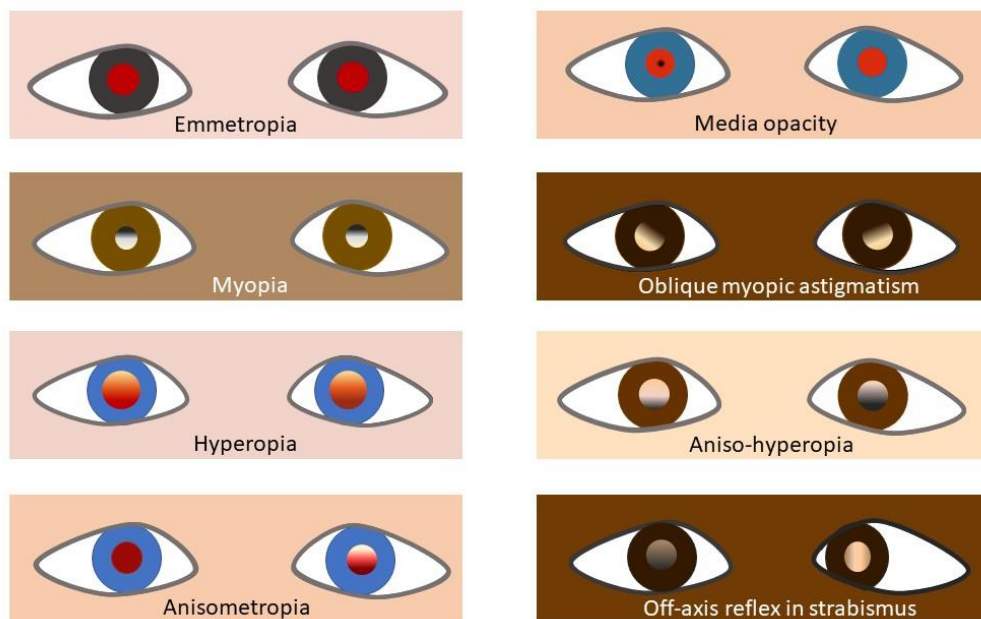 Emmetropia
Media opacity
Myopia
Oblique myopic astigmatism
Hyperopia
Aniso-hyperopia
Anisometropia
Off-axis reflex in strabismus